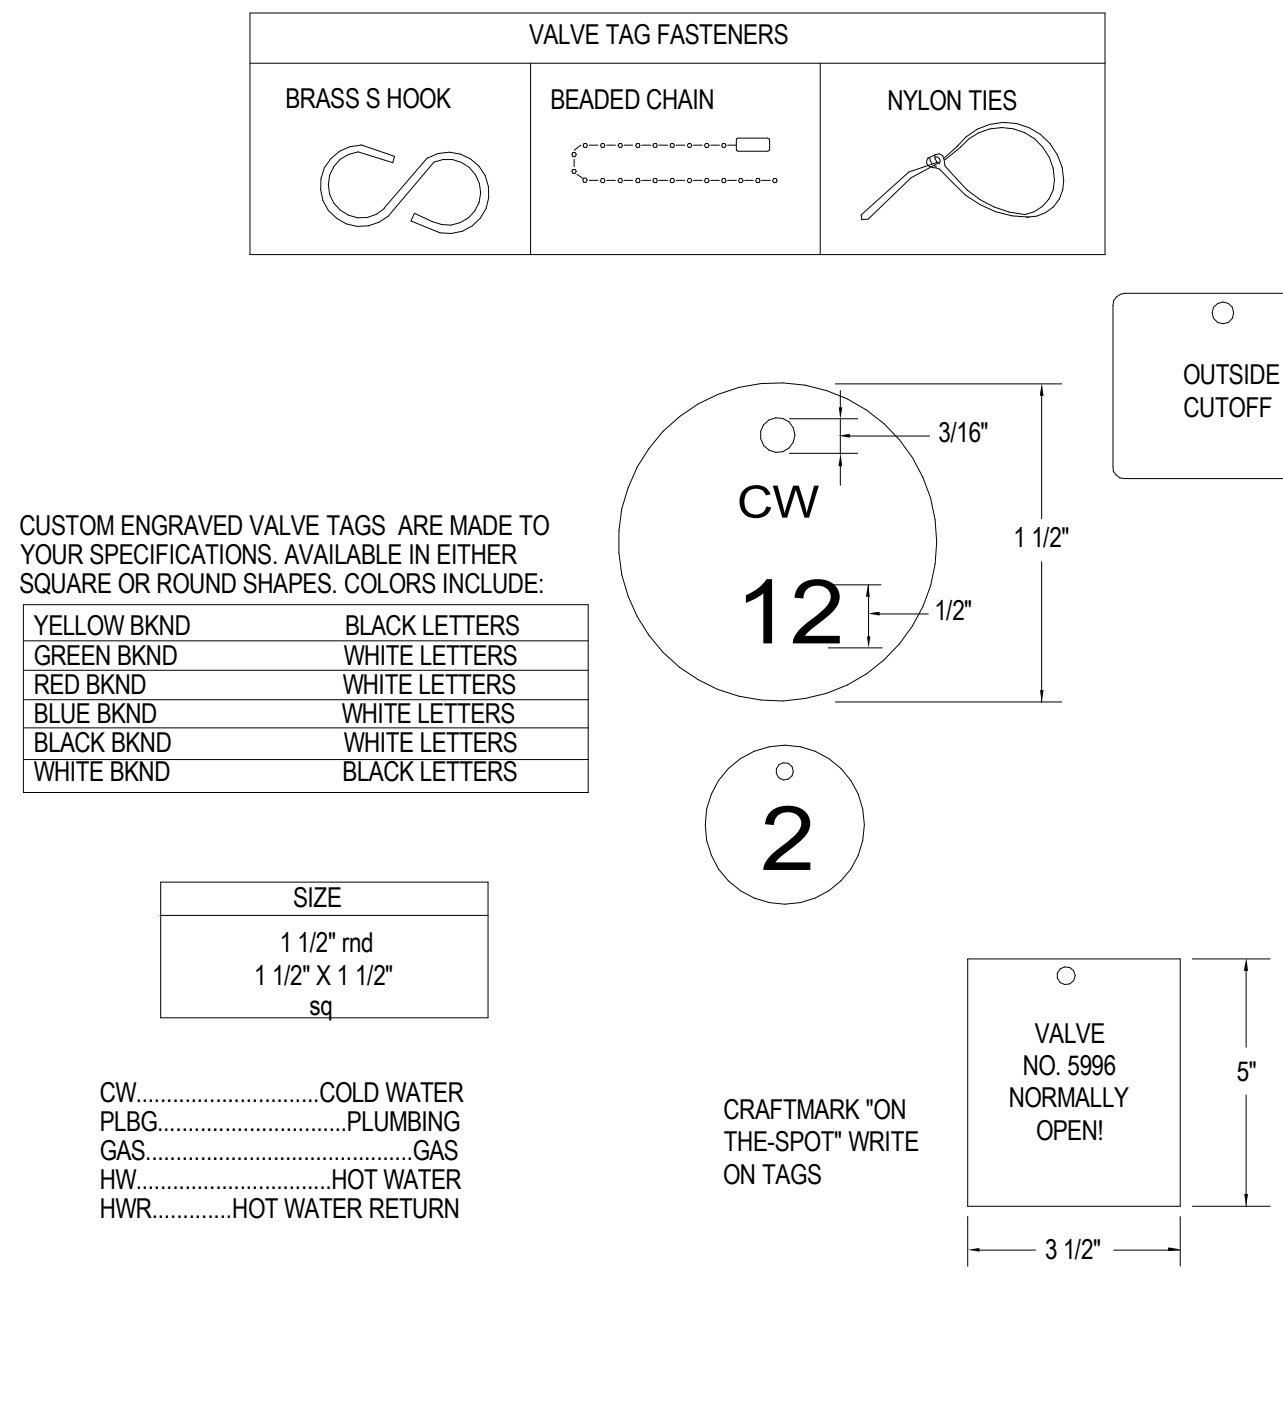 VALVE TAG FASTENERS
BRASS S HOOK
BEADED CHAIN
NYLON TIES
OUTSIDE
CUTOFF
3/16"
CW
1 1/2"
12
1/2"
CUSTOM ENGRAVED VALVE TAGS ARE MADE TO
YOUR SPECIFICATIONS. AVAILABLE IN EITHER
SQUARE OR ROUND SHAPES. COLORS INCLUDE:
YELLOW BKND BLACK LETTERS
GREEN BKND WHITE LETTERS
RED BKND WHITE LETTERS
BLUE BKND WHITE LETTERS
BLACK BKND WHITE LETTERS
WHITE BKND BLACK LETTERS
2
SIZE
1 1/2" rnd
1 1/2" X 1 1/2"
sq
CW.............................COLD WATER
PLBG..............................PLUMBING
GAS...........................................GAS
HW...............................HOT WATER
HWR.............HOT WATER RETURN
CRAFTMARK "ON
THE-SPOT" WRITE
ON TAGS
VALVE
NO. 5996
NORMALLY
OPEN!
5"
3 1/2"